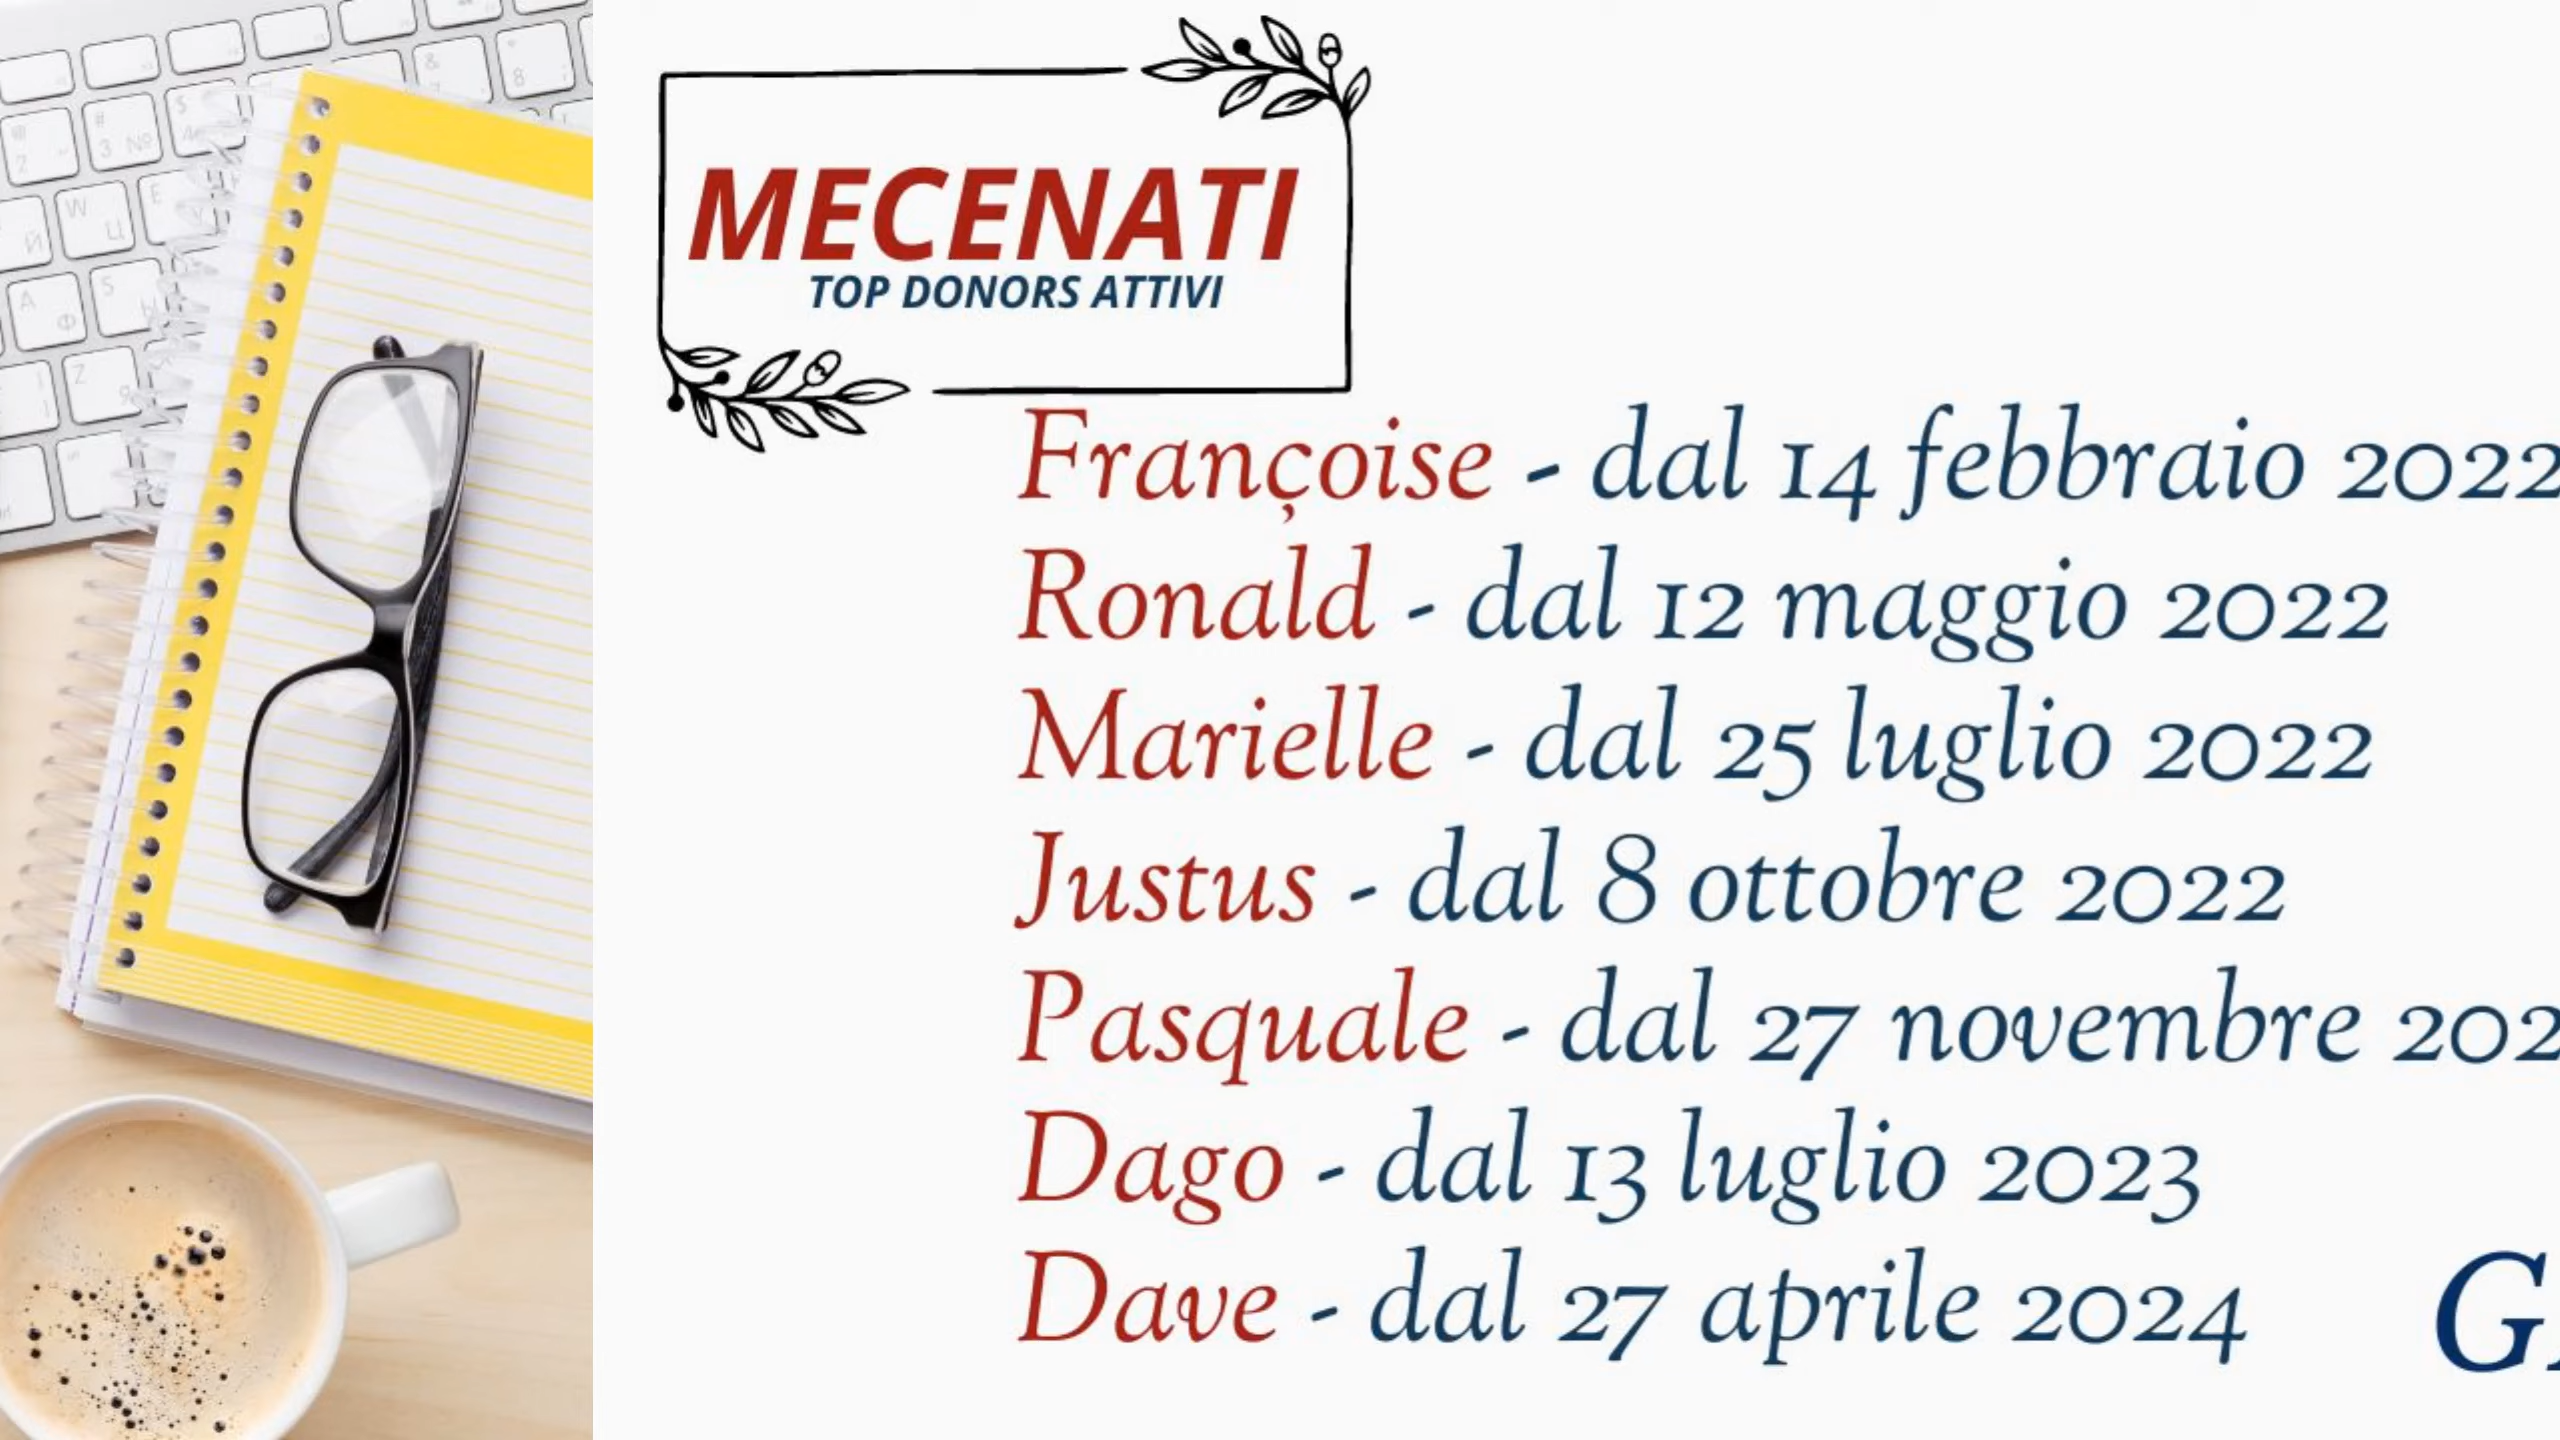 MECENATI
TOP DONORS ATTIVI
Françoise - dal 14 febbraio 2022
Ronald - dal 12 maggio 2022
Marielle - dal 25 luglio 2022
Justus - dal 8 ottobre 2022
Pasquale - dal 27 novembre 202
Dago - dal 13 luglio 2023
Dave - dal 27 aprile 2024
G